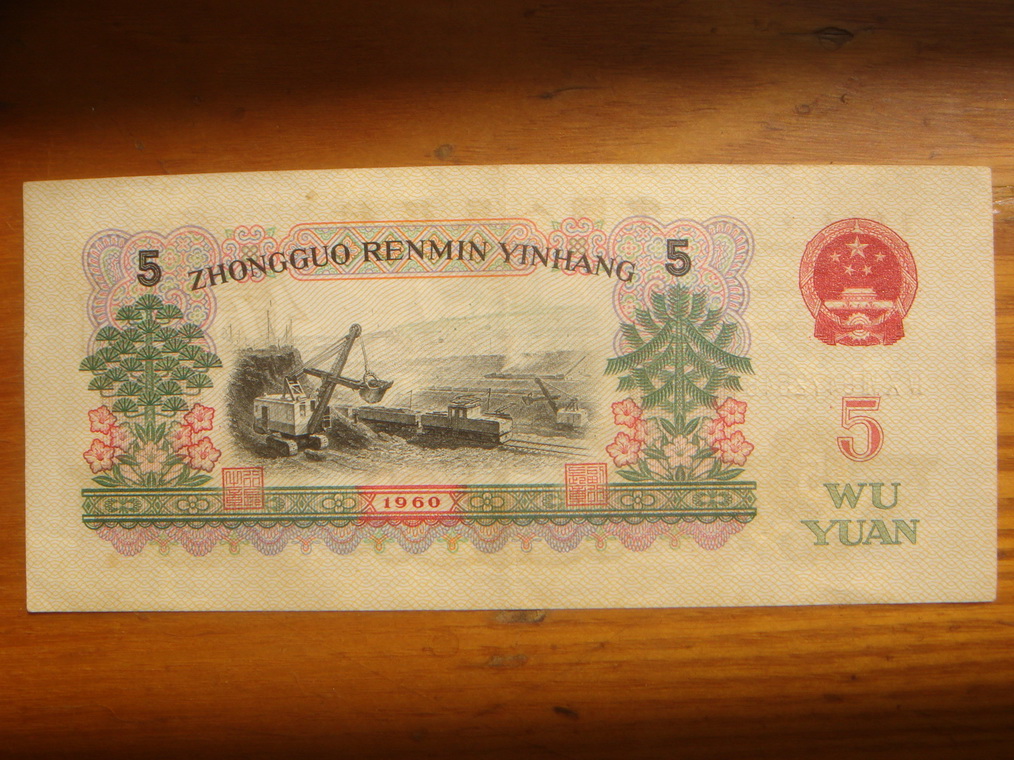 5 ZHONGGUO RENMIN YINHANG 5
5
WU
YUAN
1960